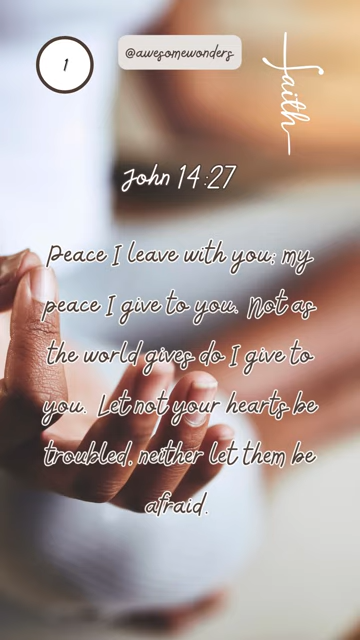 1
@awesomewonders
faith
John 14:27
Peace I leave with you; my
peace I give to you. Not as
the world gives do I give to
you. Let not your hearts be
troubled, neither let them be
afraid.